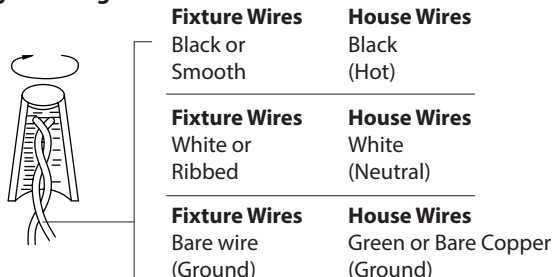 Fixture Wires House Wires
Black or Black
Smooth (Hot)
Fixture Wires House Wires
White or White
Ribbed (Neutral)
Fixture Wires House Wires
Bare wire Green or Bare Copper
(Ground) (Ground)